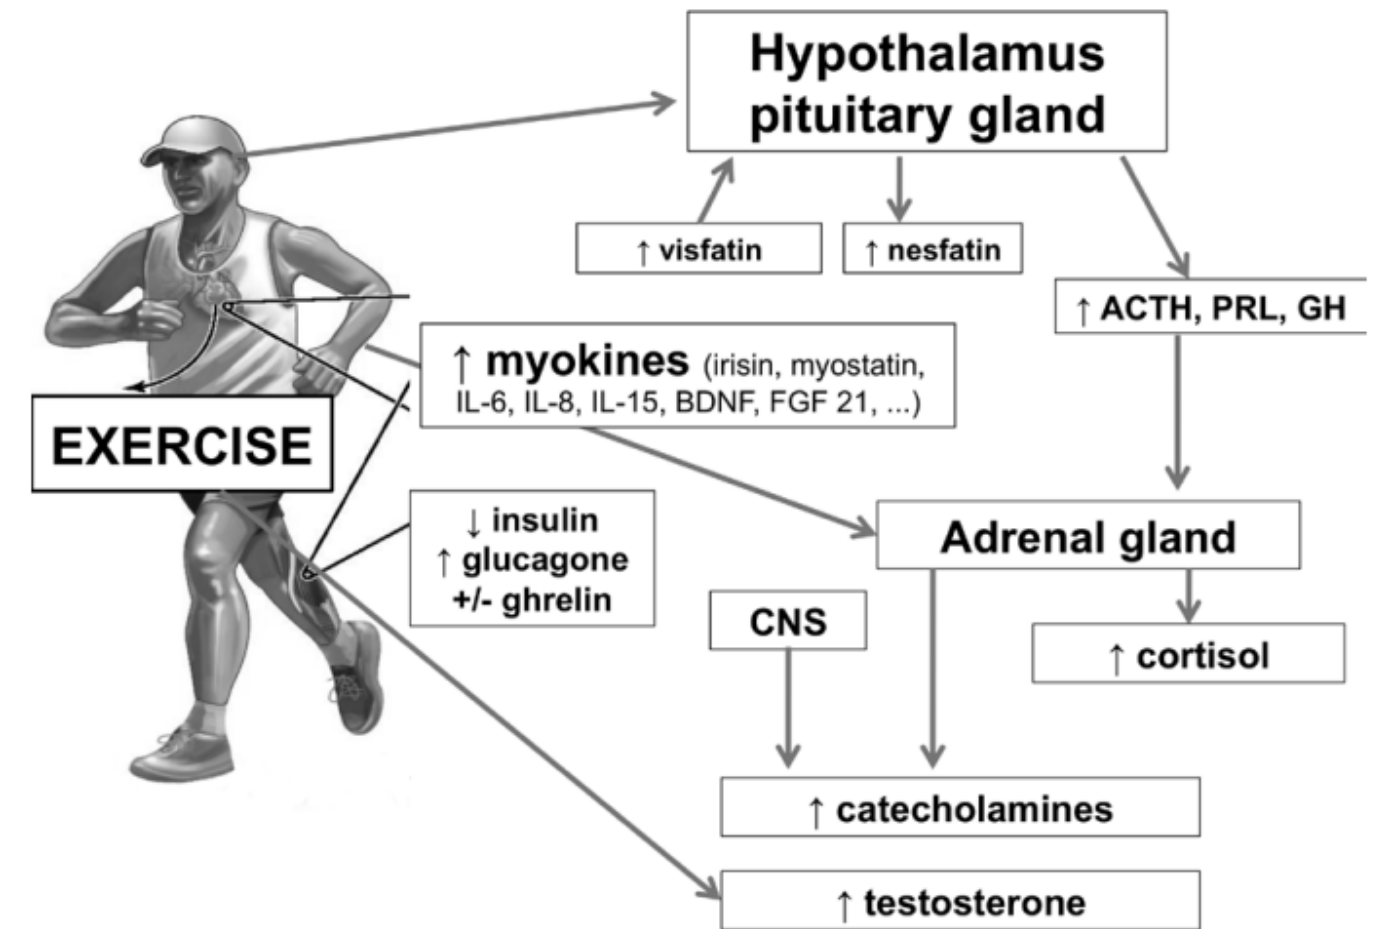 Hypothalamus
pituitary gland
↑ visfatin
↑ nesfatin
↑ ACTH, PRL, GH
↑ myokines (irisin, myostatin,
IL-6, IL-8, IL-15, BDNF, FGF 21, ...)
EXERCISE
↓ insulin
↑ glucagone
+/- ghrelin
Adrenal gland
CNS
↑ cortisol
↑ catecholamines
↑ testosterone